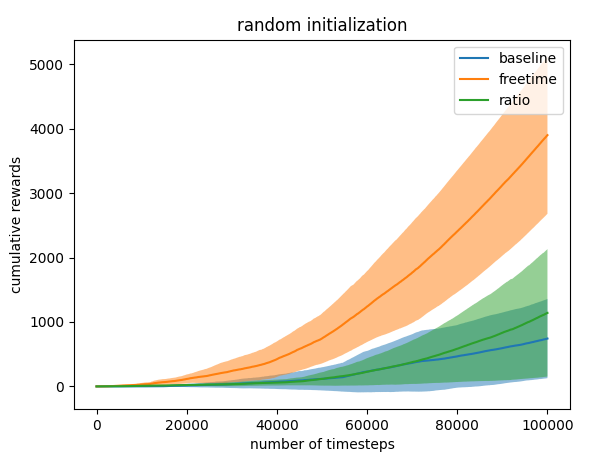 random initialization
baseline
freetime
ratio
5000
4000
3000
2000
1000
0
cumulative rewards
0 20000 40000 60000 80000 100000
number of timesteps